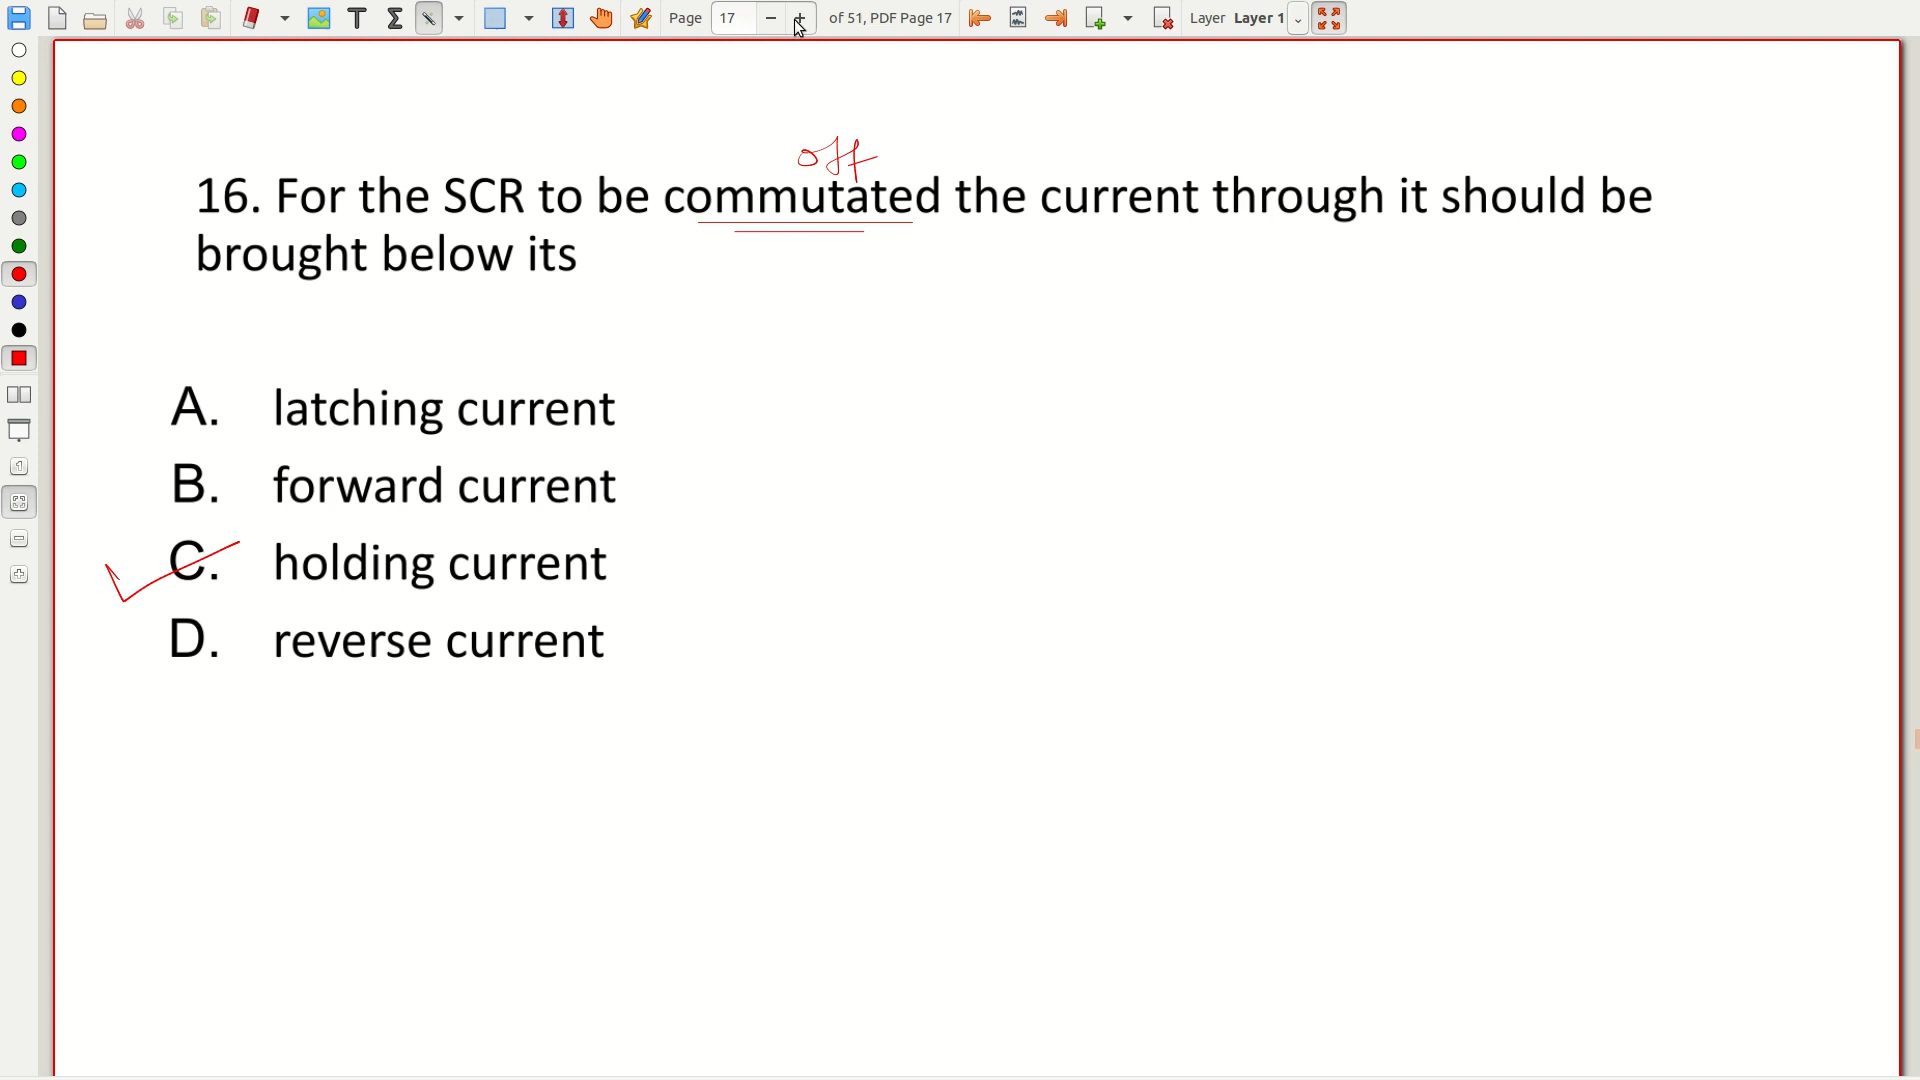 Page 17 of 51, PDF Page 17 Layer Layer 1
off
16. For the SCR to be commutated the current through it should be
brought below its
A. latching current
B. forward current
C. holding current
D. reverse current